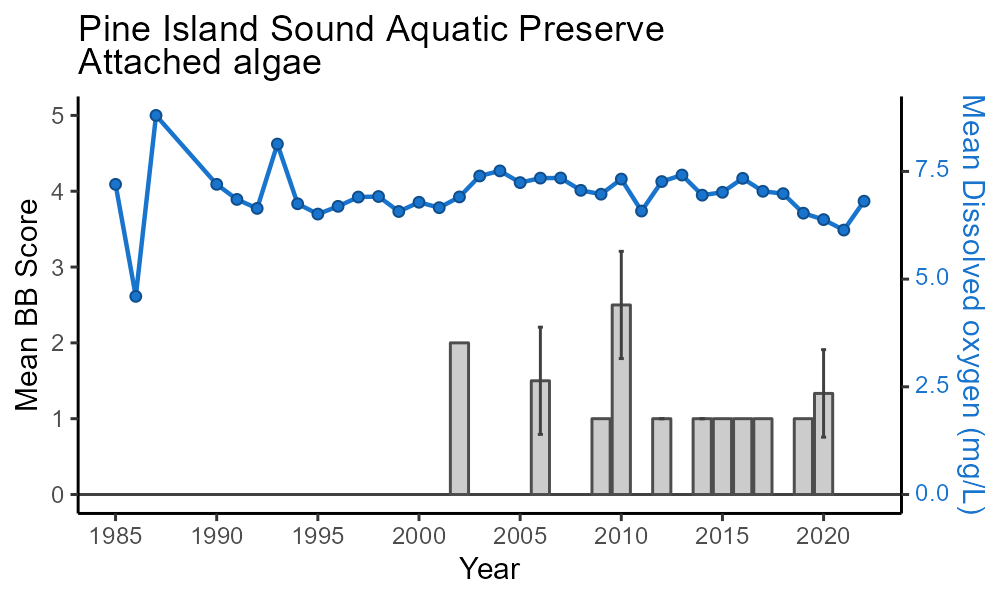 Pine Island Sound Aquatic Preserve
Attached algae
Mean BB Score
5
4
3
2
1
0
7.5
5.0
2.5
0.0
Mean Dissolved oxygen (mg/L)
1985 1990 1995 2000 2005 2010 2015 2020
Year